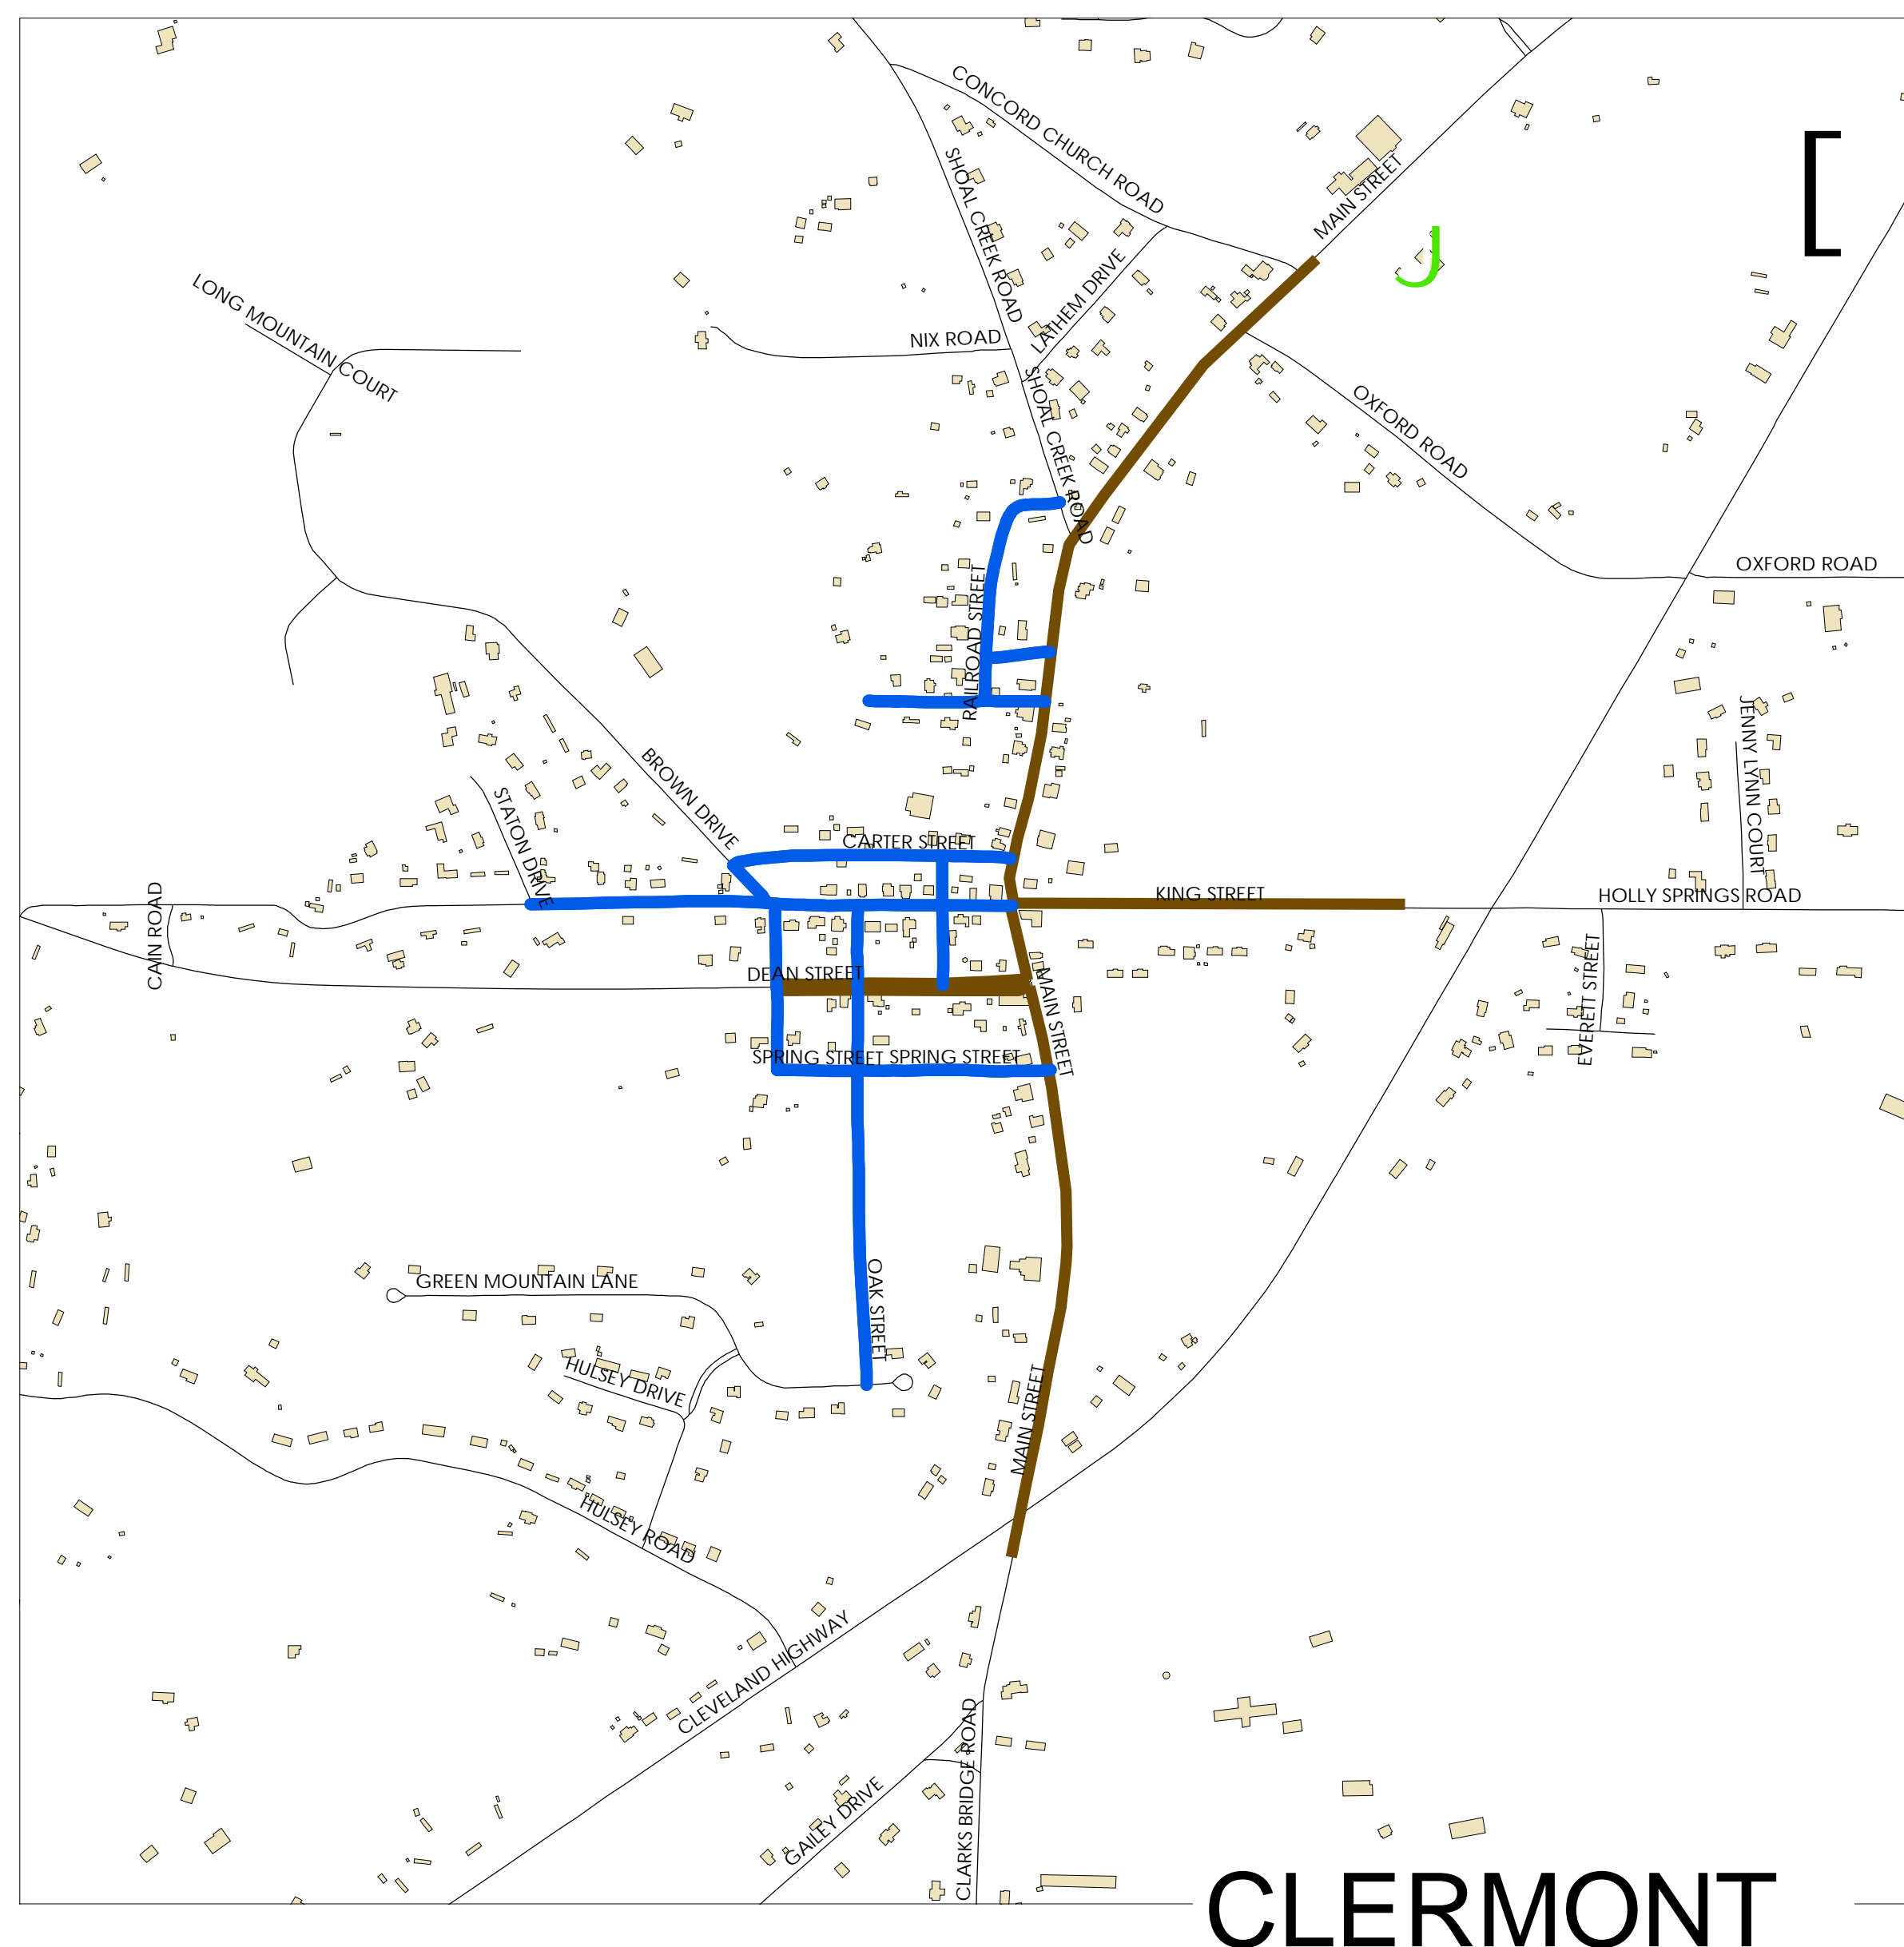 CONCORD CHURCH ROAD
MAIN STREET
SHOAL CREEK ROAD
[
J
LATHEM DRIVE
LONG MOUNTAIN COURT
NIX ROAD
SHOAL CREEK ROAD
OXFORD ROAD
OXFORD ROAD
RAILROAD STREET
JENNY LYNN COURT
BROWN DRIVE
STATON DRIVE
CARTER STREET
CAIN ROAD
KING STREET
HOLLY SPRINGS ROAD
EVERETT STREET
DEAN STREET
MAIN STREET
SPRING STREET
SPRING STREET
OAK STREET
GREEN MOUNTAIN LANE
HULSEY DRIVE
MAIN STREET
HULSEY ROAD
CLEVELAND HIGHWAY
CLARKS BRIDGE ROAD
GAILEY DRIVE
CLERMONT